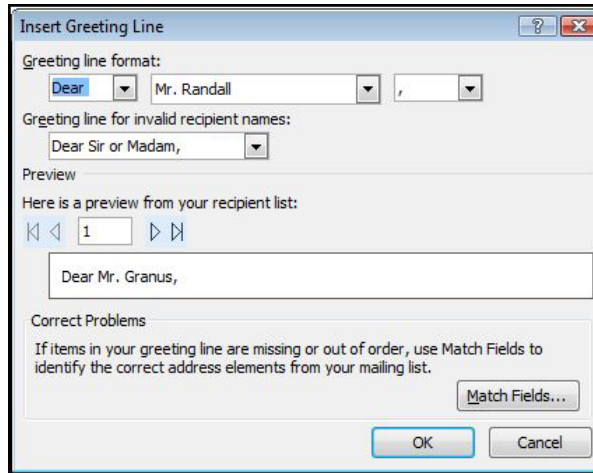 Insert Greeting Line
Greeting line format:
Dear Mr. Randall ,
Greeting line for invalid recipient names:
Dear Sir or Madam,
Preview
Here is a preview from your recipient list:
1
Dear Mr. Granus,
Correct Problems
If items in your greeting line are missing or out of order, use Match Fields to
identify the correct address elements from your mailing list.
Match Fields...
OK Cancel